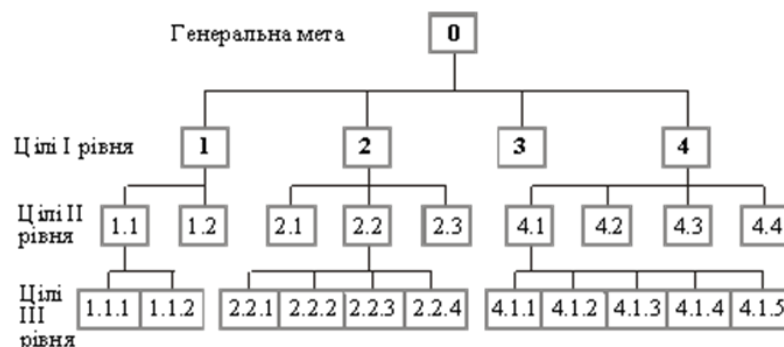 Генеральна мета 0
Цілі І рівня 1 2 3 4
Цілі ІІ
рівня
1.1 1.2 2.1 2.2 2.3 4.1 4.2 4.3 4.4
Цілі
ІІІ
рівня
1.1.1 1.1.2 2.2.1 2.2.2 2.2.3 2.2.4 4.1.1 4.1.2 4.1.3 4.1.4 4.1.5